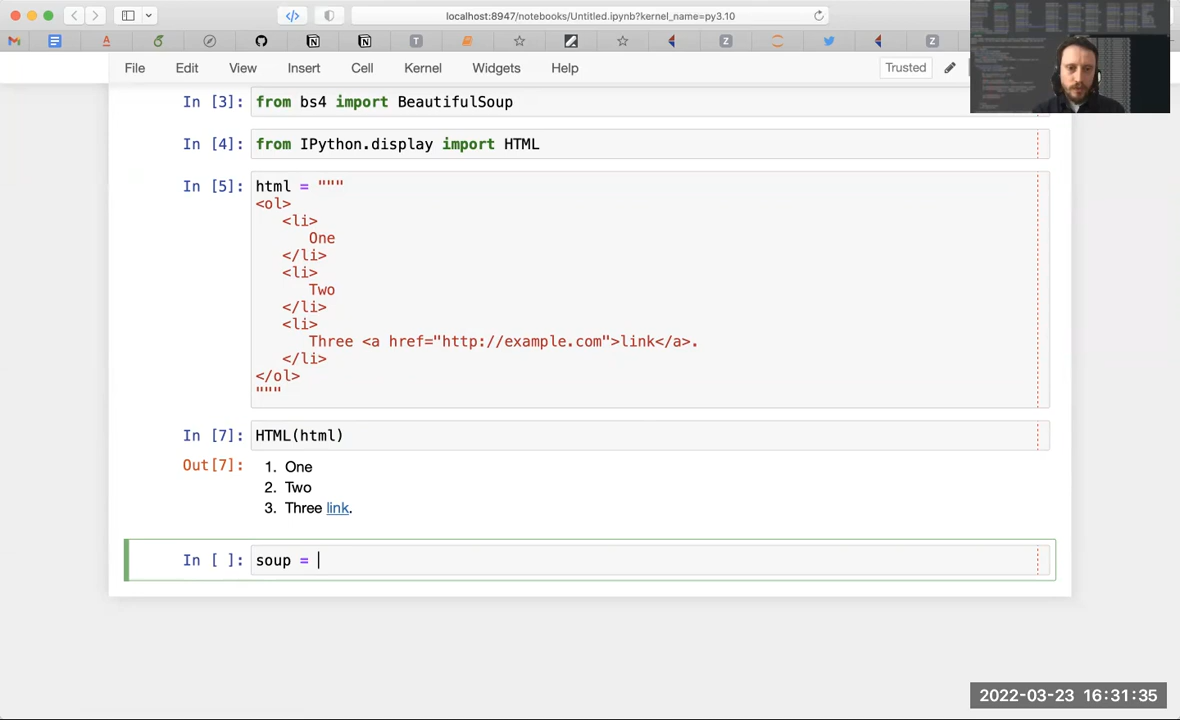 localhost:8947/notebooks/Untitled.ipynb?kernel_name=py3.10
File Edit View Insert Cell Kernel Widgets Help Trusted
In [3]: from bs4 import BeautifulSoup
In [4]: from IPython.display import HTML
In [5]: html = """
<ol>
<li>
One
</li>
<li>
Two
</li>
<li>
Three <a href="http://example.com">link</a>.
</li>
</ol>
"""
In [7]: HTML(html)
Out[7]: 1. One
2. Two
3. Three link.
In [ ]: soup =
2022-03-23 16:31:35